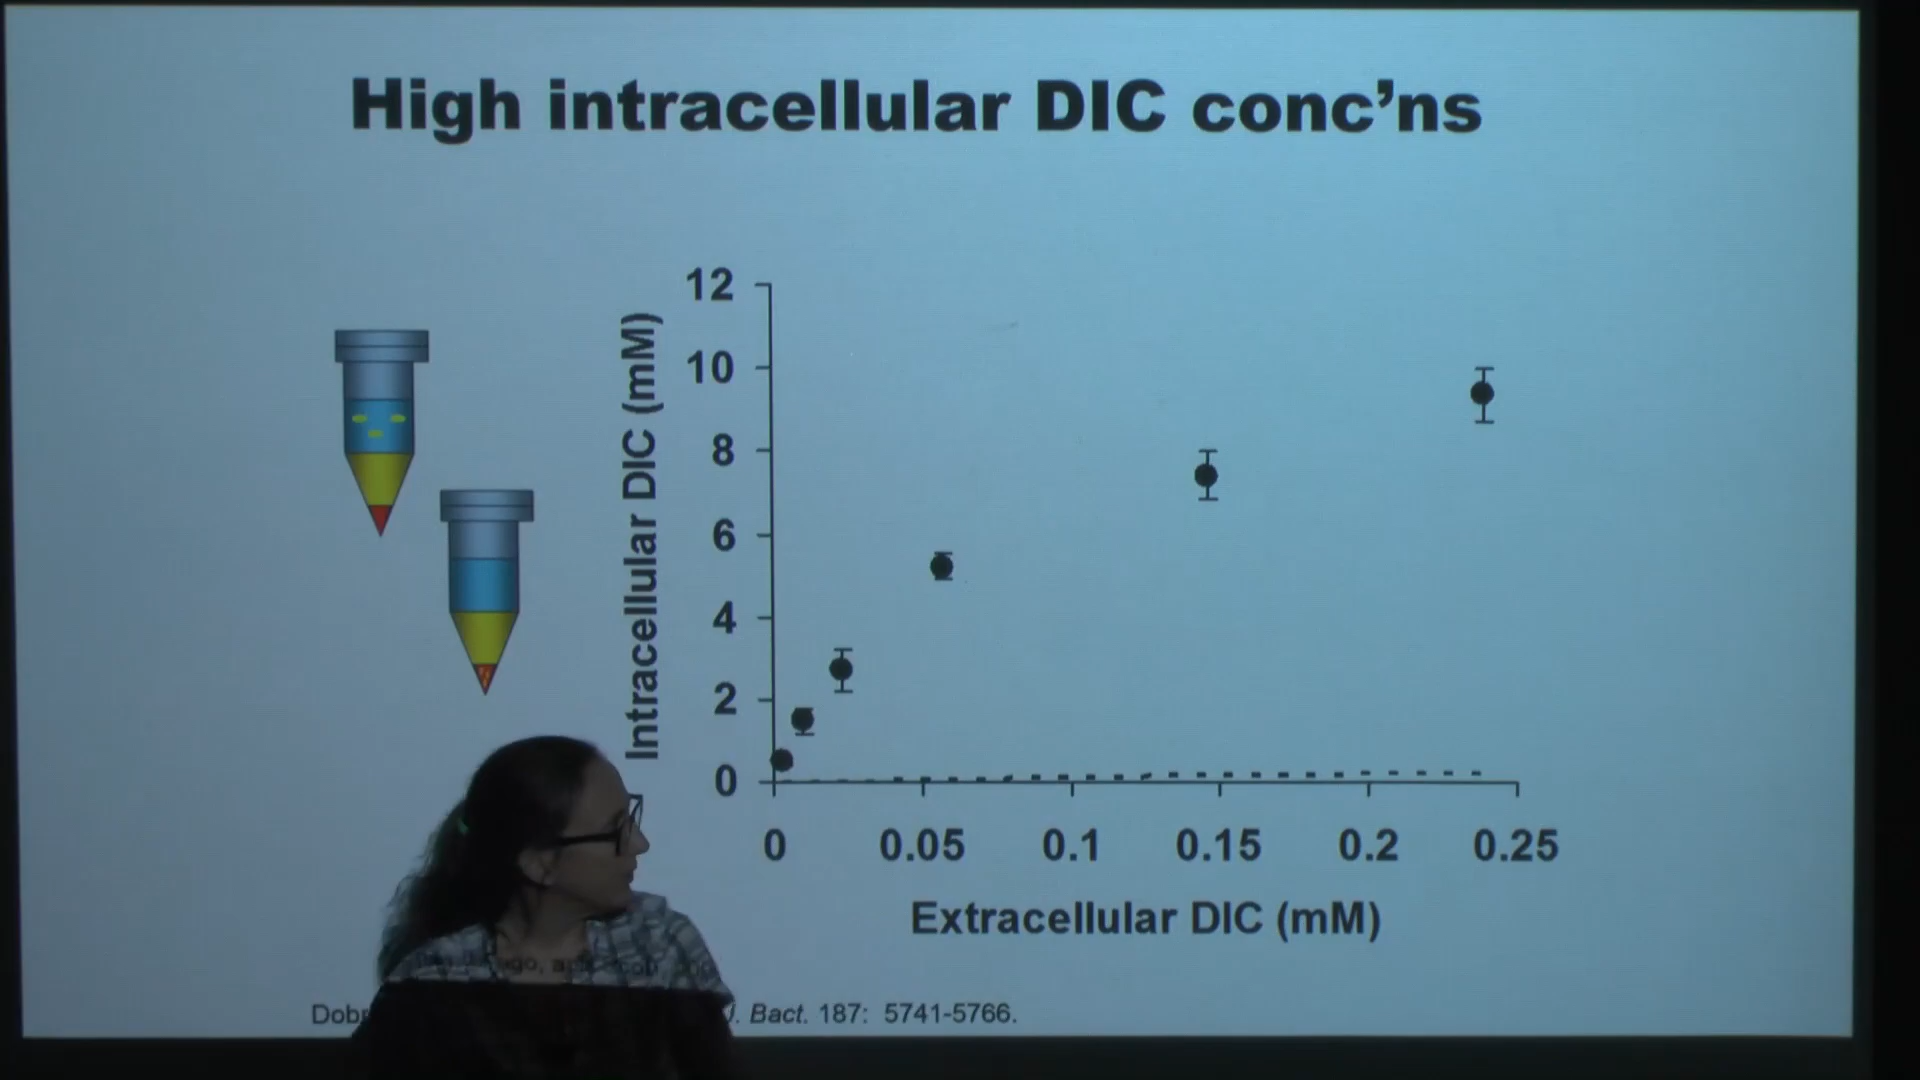 High intracellular DIC conc’ns
12
10
8
6
4
2
0
Intracellular DIC (mM)
0 0.05 0.1 0.15 0.2 0.25
Extracellular DIC (mM)
J. Bact. 187: 5741-5766.